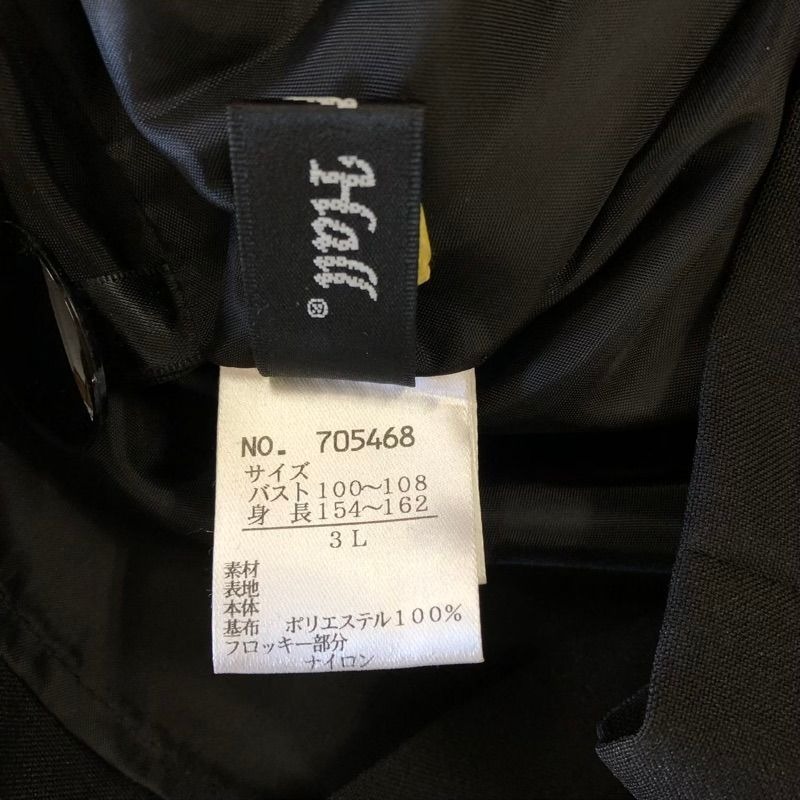 Hall
®
NO. 705468
サイズ
バスト100〜108
身 長154〜162
3L
素材
表地
本体
基布 ポリエステル100%
フロッキー部分
ナイロン